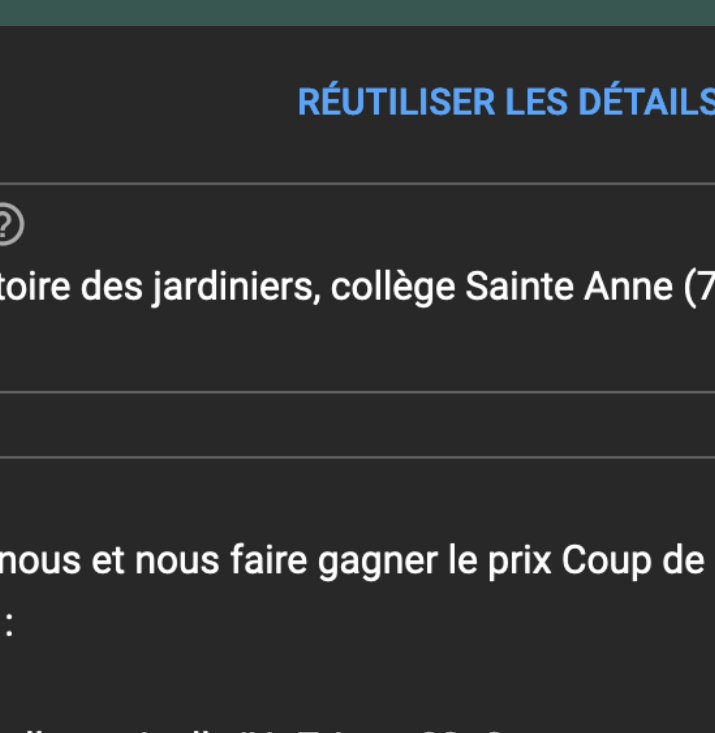 RÉUTILISER LES DÉTAILS
?
toire des jardiniers, collège Sainte Anne (7
nous et nous faire gagner le prix Coup de
: